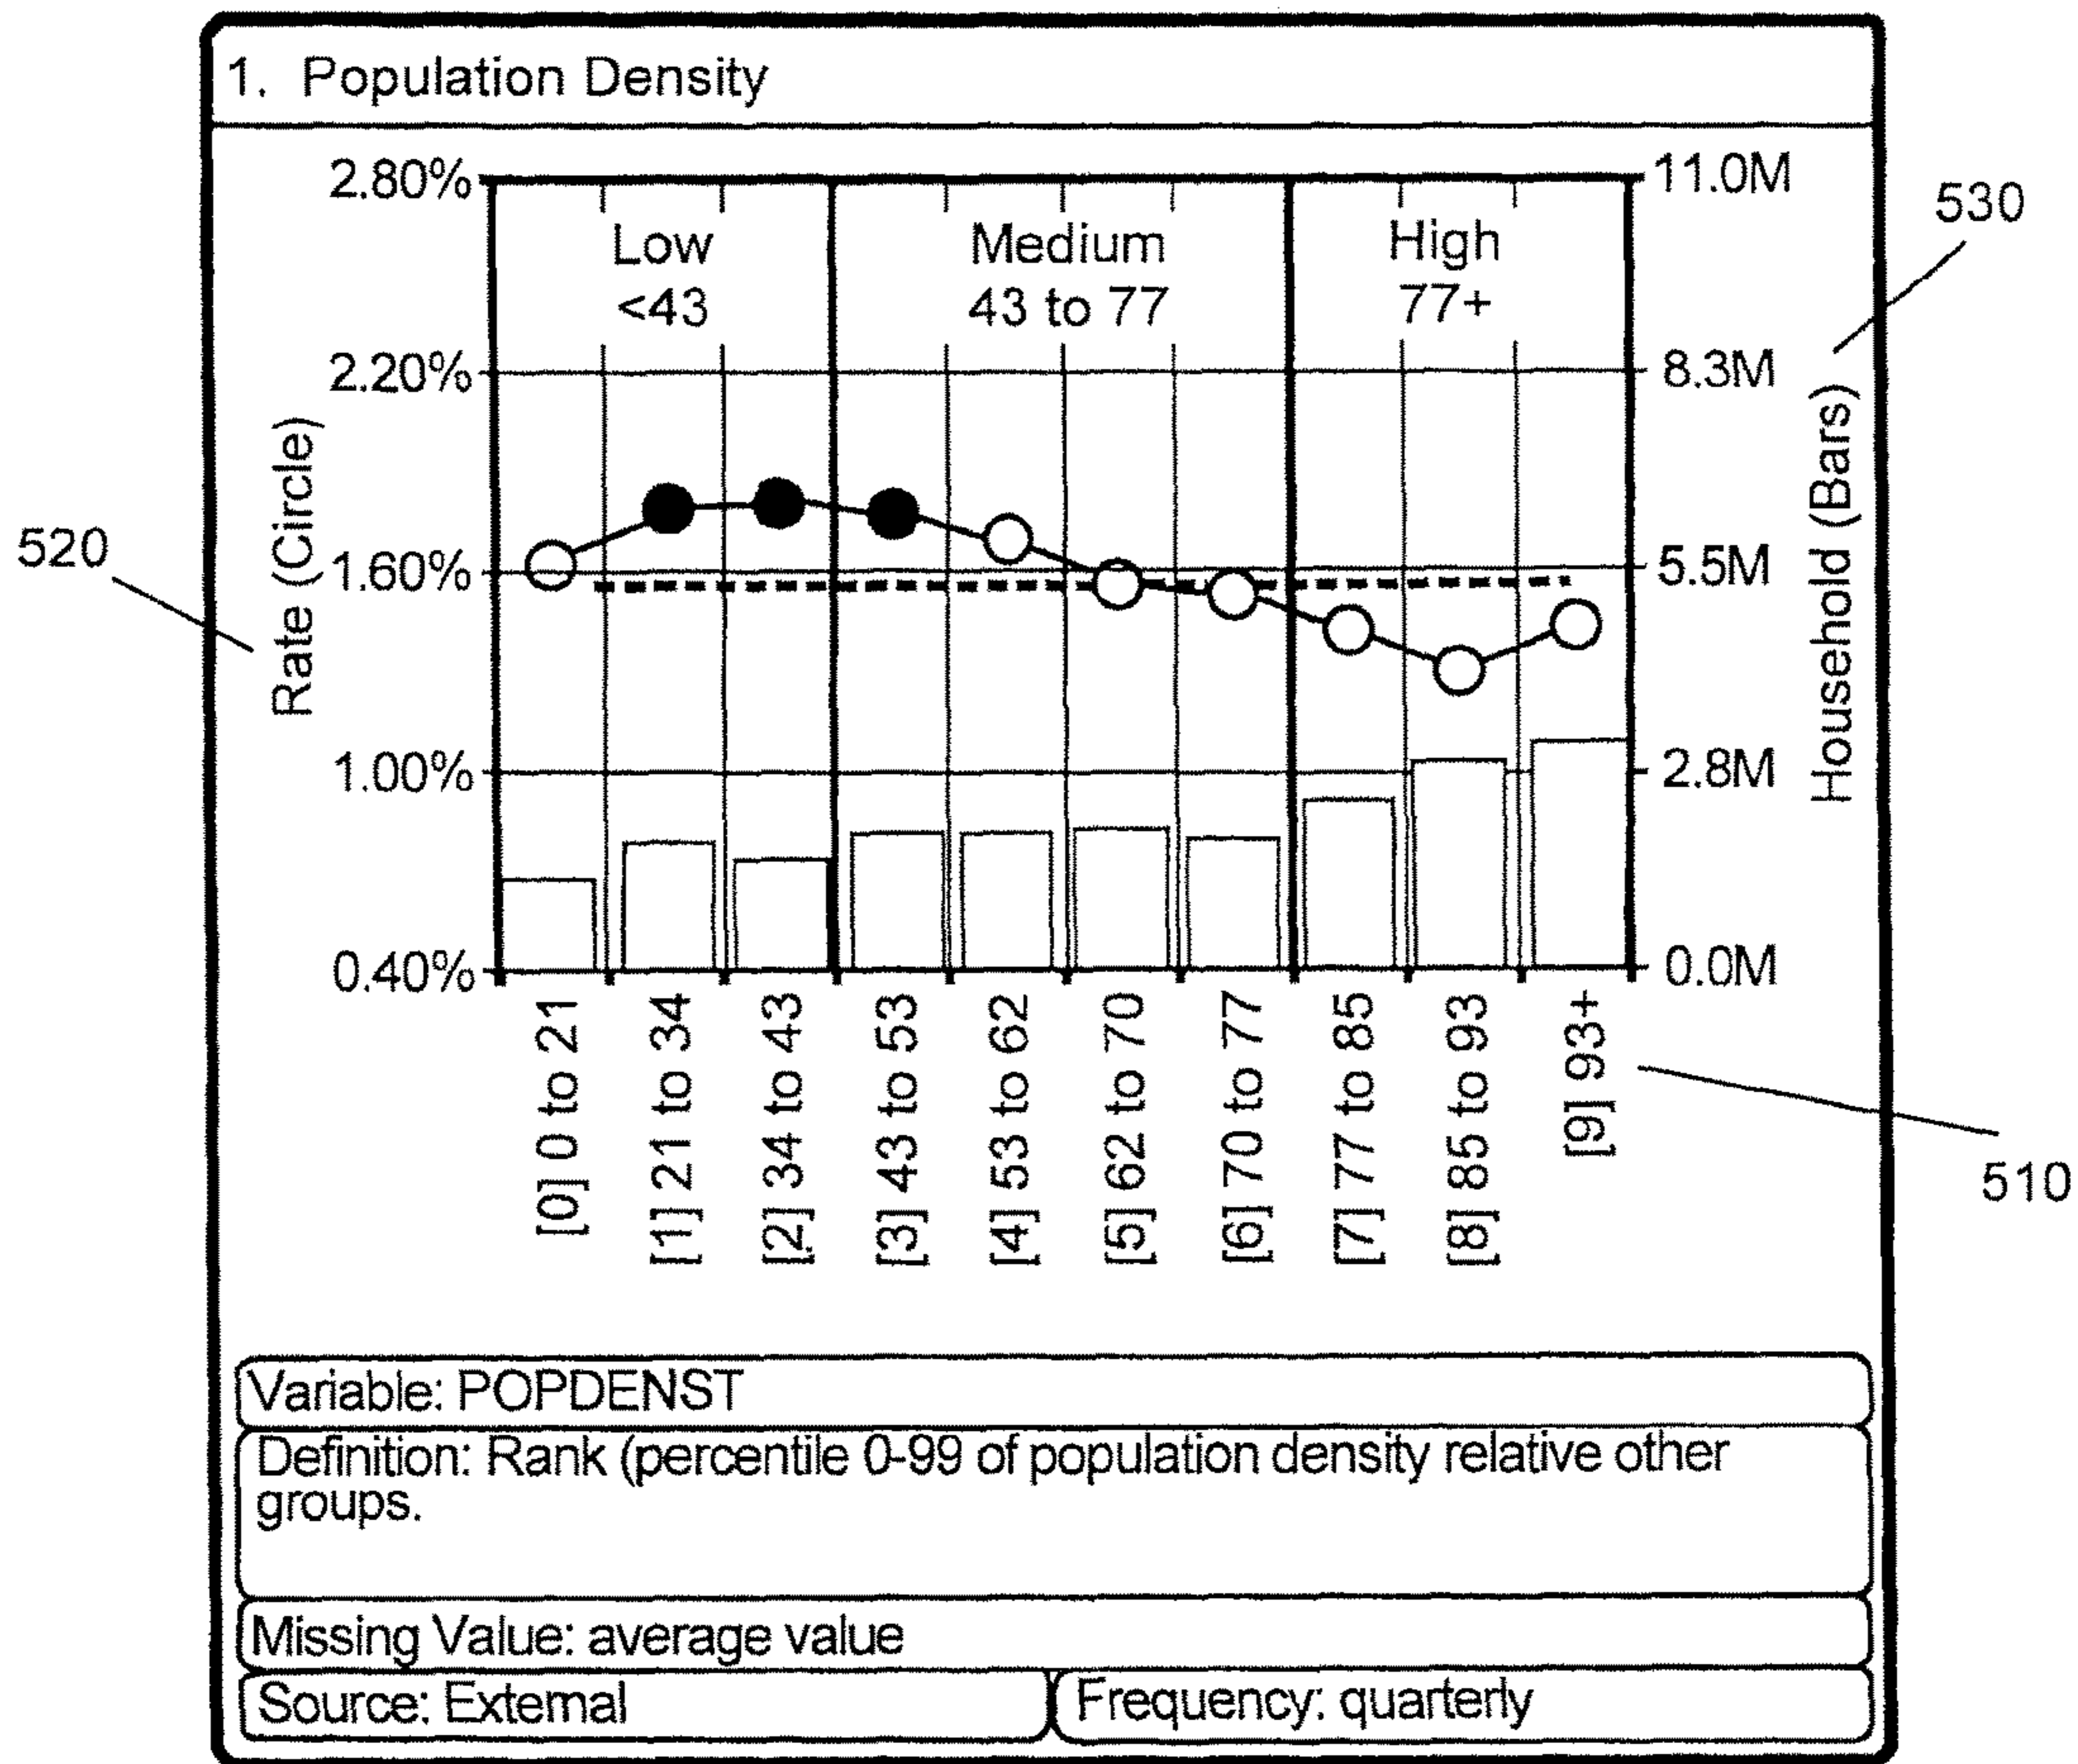 1. Population Density
2.80%
11.0M
530
Low
<43
Medium
43 to 77
High
77+
2.20%
8.3M
Rate (Circle)
Household (Bars)
520
1.60%
5.5M
1.00%
2.8M
0.40%
0.0M
[0] 0 to 21
[1] 21 to 34
[2] 34 to 43
[3] 43 to 53
[4] 53 to 62
[5] 62 to 70
[6] 70 to 77
[7] 77 to 85
[8] 85 to 93
[9] 93+
510
Variable: POPDENST
Definition: Rank (percentile 0-99 of population density relative other
groups.
Missing Value: average value
Source: External
Frequency: quarterly